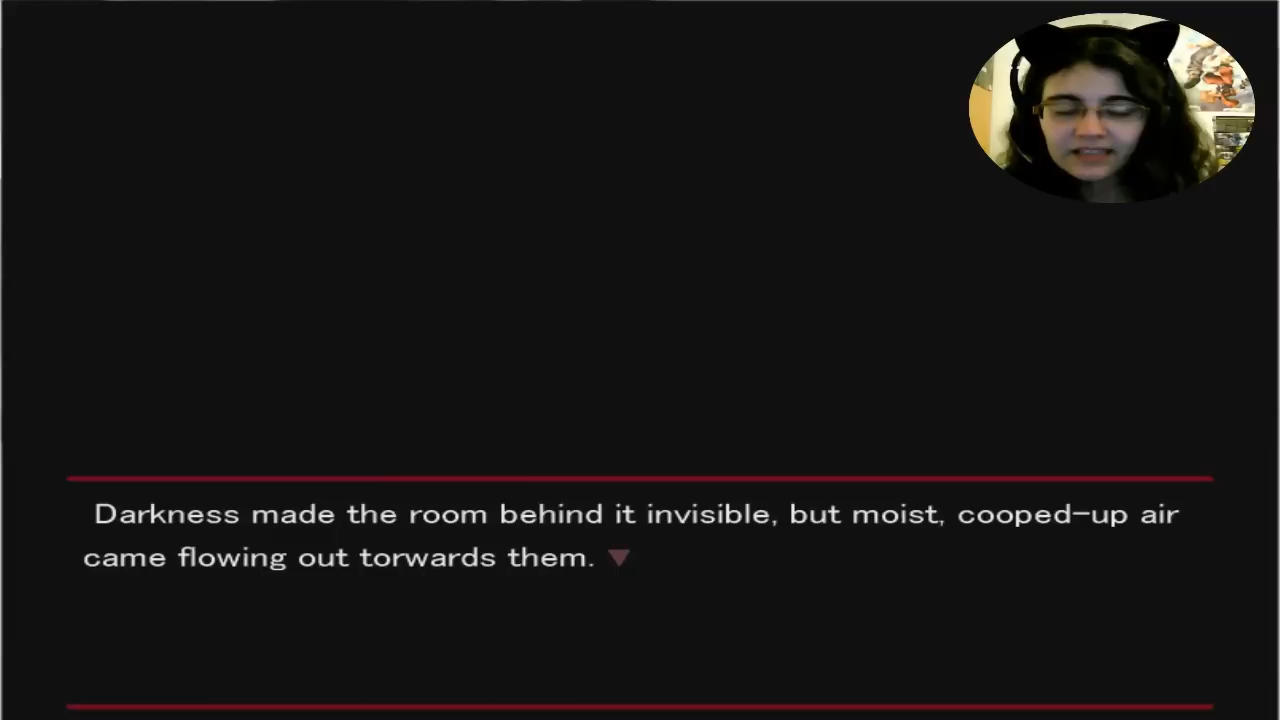 Darkness made the room behind it invisible, but moist, cooped-up air
came flowing out torwards them.